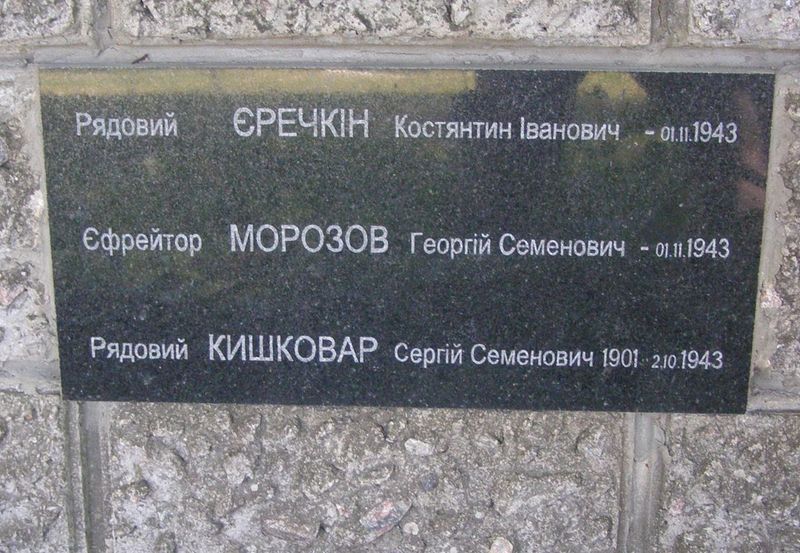 Рядовий ЄРЕЧКІН Костянтин Іванович - 01.11.1943
Єфрейтор МОРОЗОВ Георгій Семенович - 01.11.1943
Рядовий КИШКОВАР Сергій Семенович 1901 2.10.1943